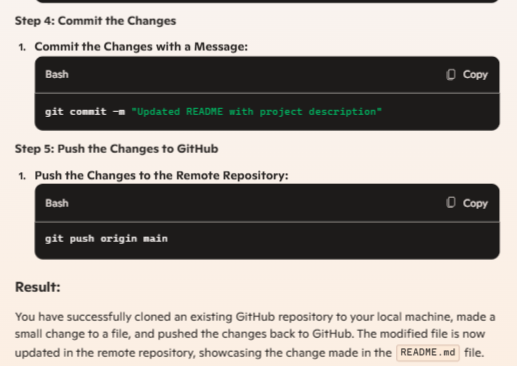 Step 4: Commit the Changes
1. Commit the Changes with a Message:
Bash Copy
git commit -m "Updated README with project description"
Step 5: Push the Changes to GitHub
1. Push the Changes to the Remote Repository:
Bash Copy
git push origin main
Result:
You have successfully cloned an existing GitHub repository to your local machine, made a
small change to a file, and pushed the changes back to GitHub. The modified file is now
updated in the remote repository, showcasing the change made in the README.md file.